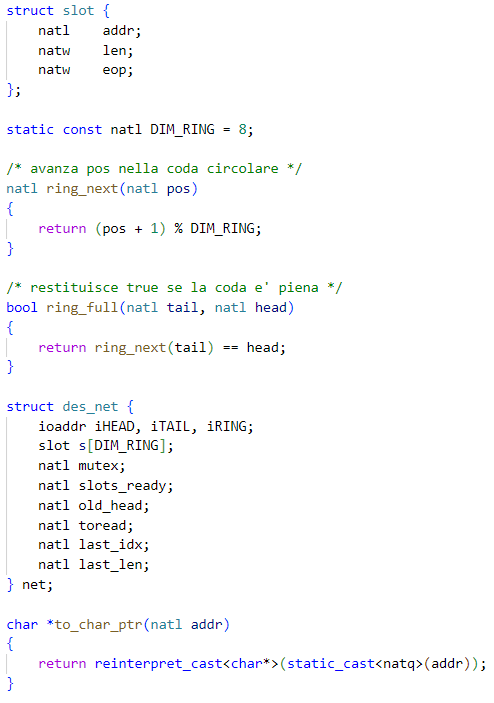 struct slot {
    natl    addr;
    natw    len;
    natw    eop;
};

static const natl DIM_RING = 8;

/* avanza pos nella coda circolare */
natl ring_next(natl pos)
{
    return (pos + 1) % DIM_RING;
}

/* restituisce true se la coda e' piena */
bool ring_full(natl tail, natl head)
{
    return ring_next(tail) == head;
}

struct des_net {
    ioaddr iHEAD, iTAIL, iRING;
    slot s[DIM_RING];
    natl mutex;
    natl slots_ready;
    natl old_head;
    natl toread;
    natl last_idx;
    natl last_len;
} net;

char *to_char_ptr(natl addr)
{
    return reinterpret_cast<char*>(static_cast<natq>(addr));
}